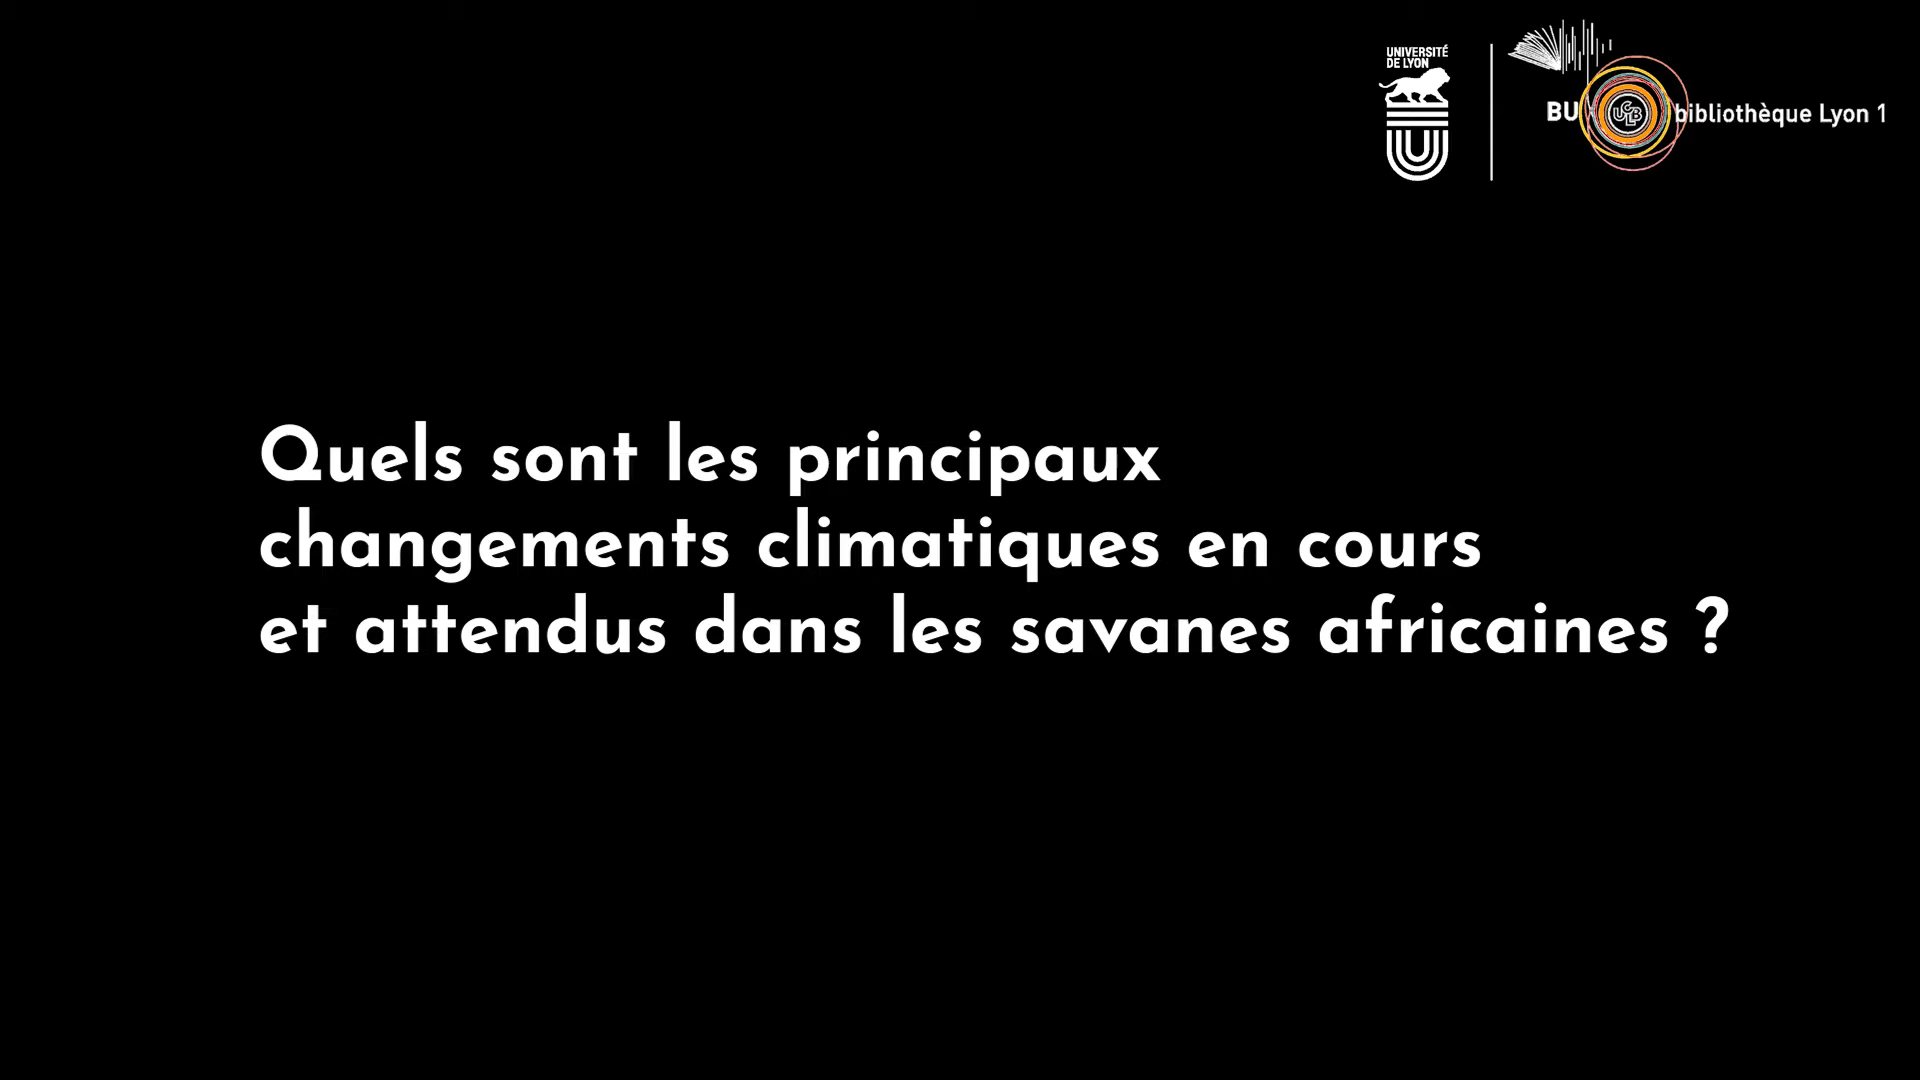 UNIVERSITÉ
DE LYON
BU bibliothèque Lyon 1
UCBL
Quels sont les principaux
changements climatiques en cours
et attendus dans les savanes africaines ?